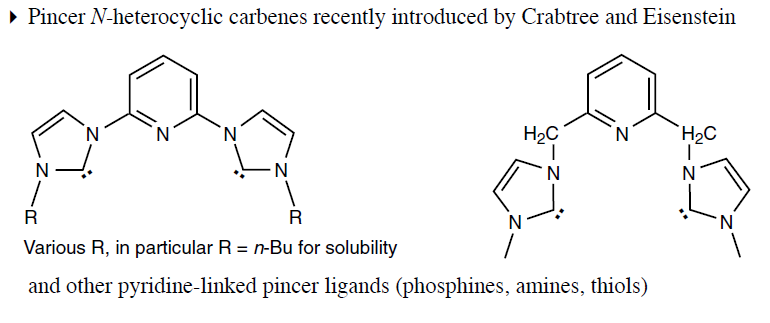 ▸ Pincer N-heterocyclic carbenes recently introduced by Crabtree and Eisenstein
N N N
N N
R R
H₂C N H₂C
N N
N N
Various R, in particular R = n-Bu for solubility
and other pyridine-linked pincer ligands (phosphines, amines, thiols)